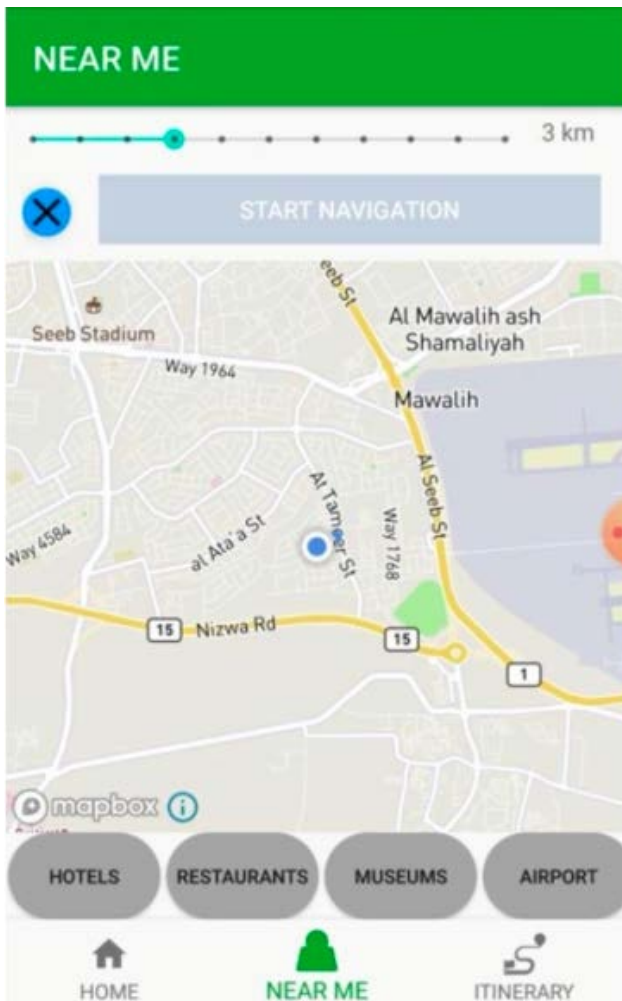 NEAR ME
3 km
START NAVIGATION
eeb St
Al Mawalih ash
Shamaliyah
Seeb Stadium
Way 1964
Mawalih
Al Seeb St
At Tameer St
Way 1768
al Ata'a St
Way 4584
15 Nizwa Rd
15
1
mapbox
HOTELS RESTAURANTS MUSEUMS AIRPORT
HOME NEAR ME ITINERARY